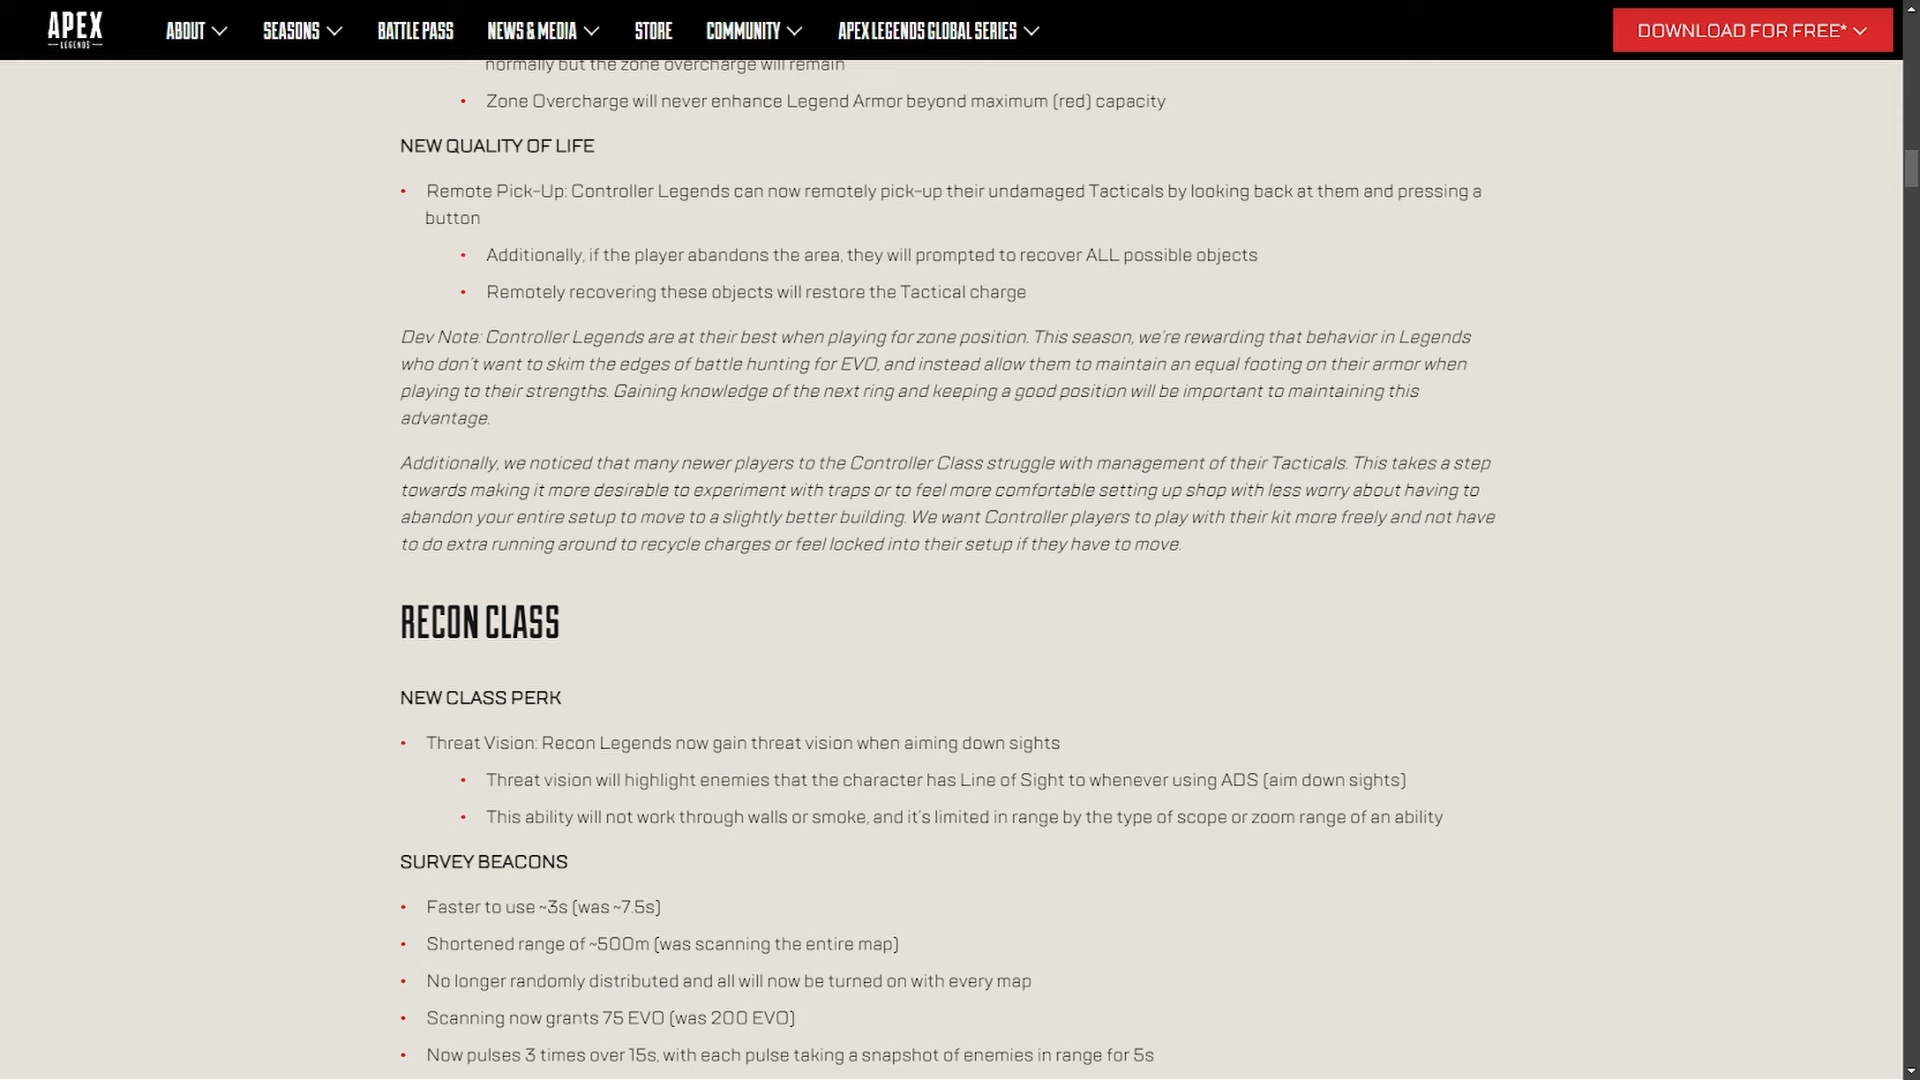 APEX
LEGENDS
ABOUT
SEASONS
BATTLE PASS
NEWS & MEDIA
STORE
COMMUNITY
APEX LEGENDS GLOBAL SERIES
DOWNLOAD FOR FREE*
normally but the zone overcharge will remain
• Zone Overcharge will never enhance Legend Armor beyond maximum (red) capacity
NEW QUALITY OF LIFE
• Remote Pick-Up: Controller Legends can now remotely pick-up their undamaged Tacticals by looking back at them and pressing a
button
• Additionally, if the player abandons the area, they will prompted to recover ALL possible objects
• Remotely recovering these objects will restore the Tactical charge
Dev Note: Controller Legends are at their best when playing for zone position. This season, we're rewarding that behavior in Legends
who don't want to skim the edges of battle hunting for EVO, and instead allow them to maintain an equal footing on their armor when
playing to their strengths. Gaining knowledge of the next ring and keeping a good position will be important to maintaining this
advantage.
Additionally, we noticed that many newer players to the Controller Class struggle with management of their Tacticals. This takes a step
towards making it more desirable to experiment with traps or to feel more comfortable setting up shop with less worry about having to
abandon your entire setup to move to a slightly better building. We want Controller players to play with their kit more freely and not have
to do extra running around to recycle charges or feel locked into their setup if they have to move.
RECON CLASS
NEW CLASS PERK
• Threat Vision: Recon Legends now gain threat vision when aiming down sights
• Threat vision will highlight enemies that the character has Line of Sight to whenever using ADS (aim down sights)
• This ability will not work through walls or smoke, and it's limited in range by the type of scope or zoom range of an ability
SURVEY BEACONS
• Faster to use ~3s (was ~7.5s)
• Shortened range of ~500m (was scanning the entire map)
• No longer randomly distributed and all will now be turned on with every map
• Scanning now grants 75 EVO (was 200 EVO)
• Now pulses 3 times over 15s, with each pulse taking a snapshot of enemies in range for 5s